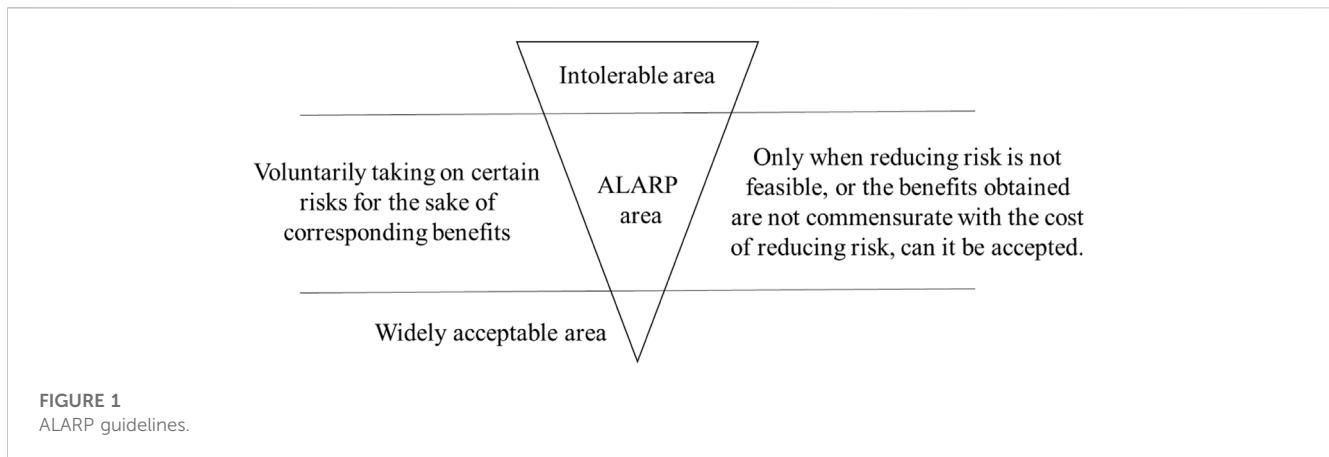 Intolerable area
Voluntarily taking on certain
risks for the sake of
corresponding benefits
ALARP
area
Only when reducing risk is not
feasible, or the benefits obtained
are not commensurate with the cost
of reducing risk, can it be accepted.
Widely acceptable area
FIGURE 1
ALARP guidelines.